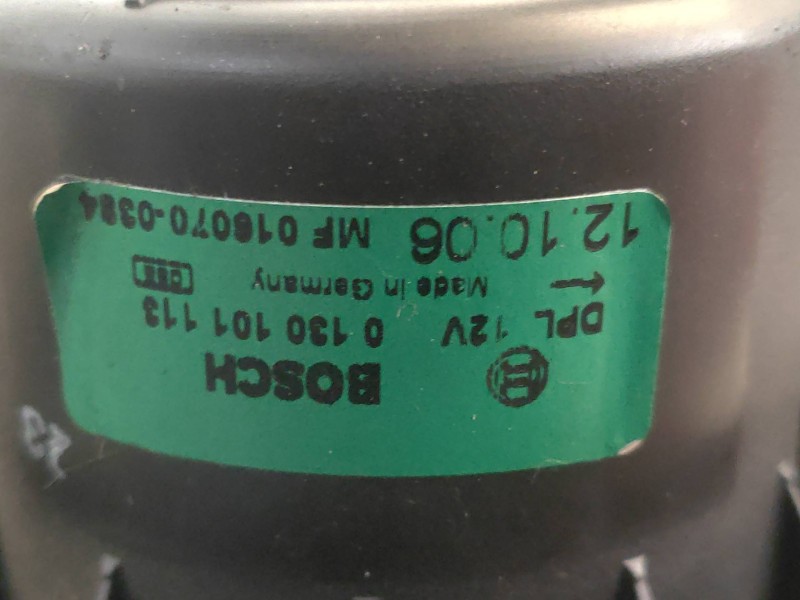 BOSCH
DPL 12V 0 130 101 113
Made in Germany
12.10.06 MF 016070-0384